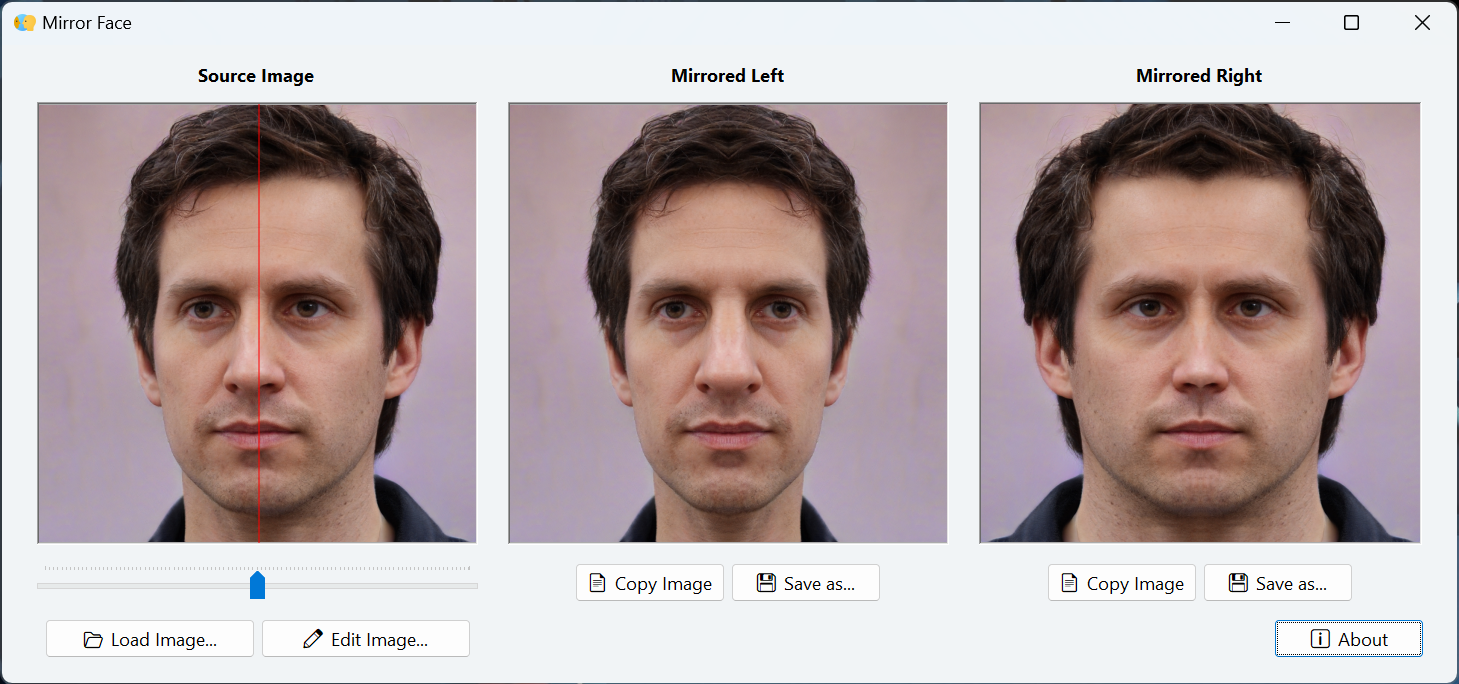 Mirror Face
Source Image
Mirrored Left
Mirrored Right
Copy Image
Save as...
Copy Image
Save as...
Load Image...
Edit Image...
About